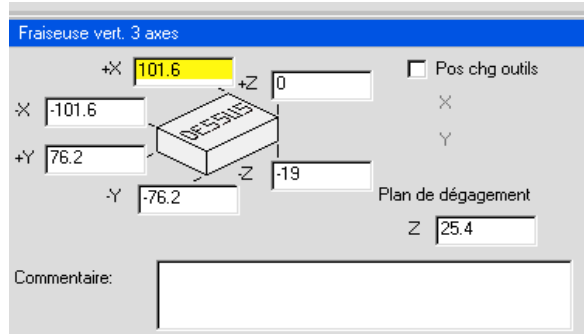 Fraiseuse vert. 3 axes
+X 101.6
+Z 0
Pos chg outils
-X -101.6
X
DESSUS
+Y 76.2
Y
-Z -19
-Y -76.2
Plan de dégagement
Z 25.4
Commentaire: